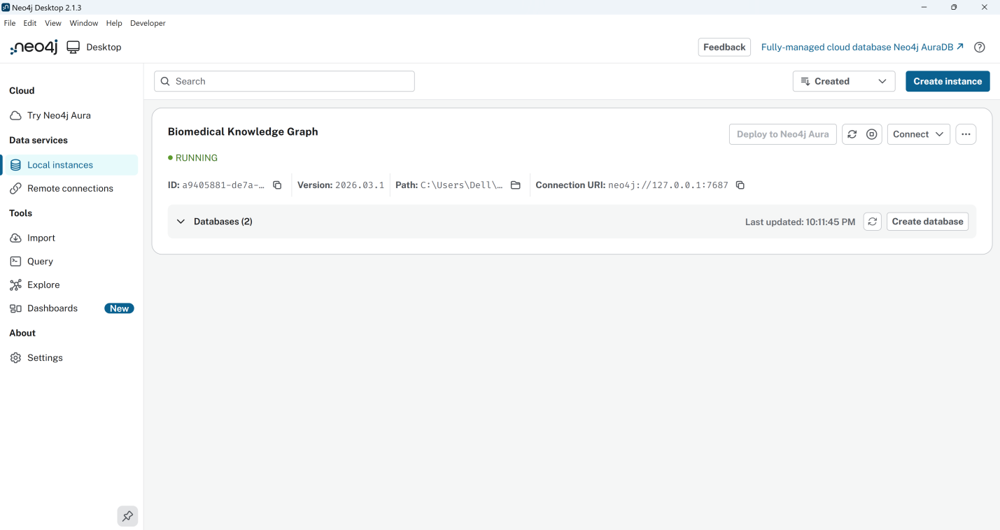 Neo4j Desktop 2.1.3
File Edit View Window Help Developer
neo4j Desktop
Feedback
Fully-managed cloud database Neo4j AuraDB
Cloud
Try Neo4j Aura
Data services
Local instances
Remote connections
Tools
Import
Query
Explore
Dashboards New
About
Settings
Search
Created
Create instance
Biomedical Knowledge Graph
Deploy to Neo4j Aura
Connect
RUNNING
ID: a9405881-de7a-…
Version: 2026.03.1
Path: C:\Users\Dell\…
Connection URI: neo4j://127.0.0.1:7687
Databases (2)
Last updated: 10:11:45 PM
Create database